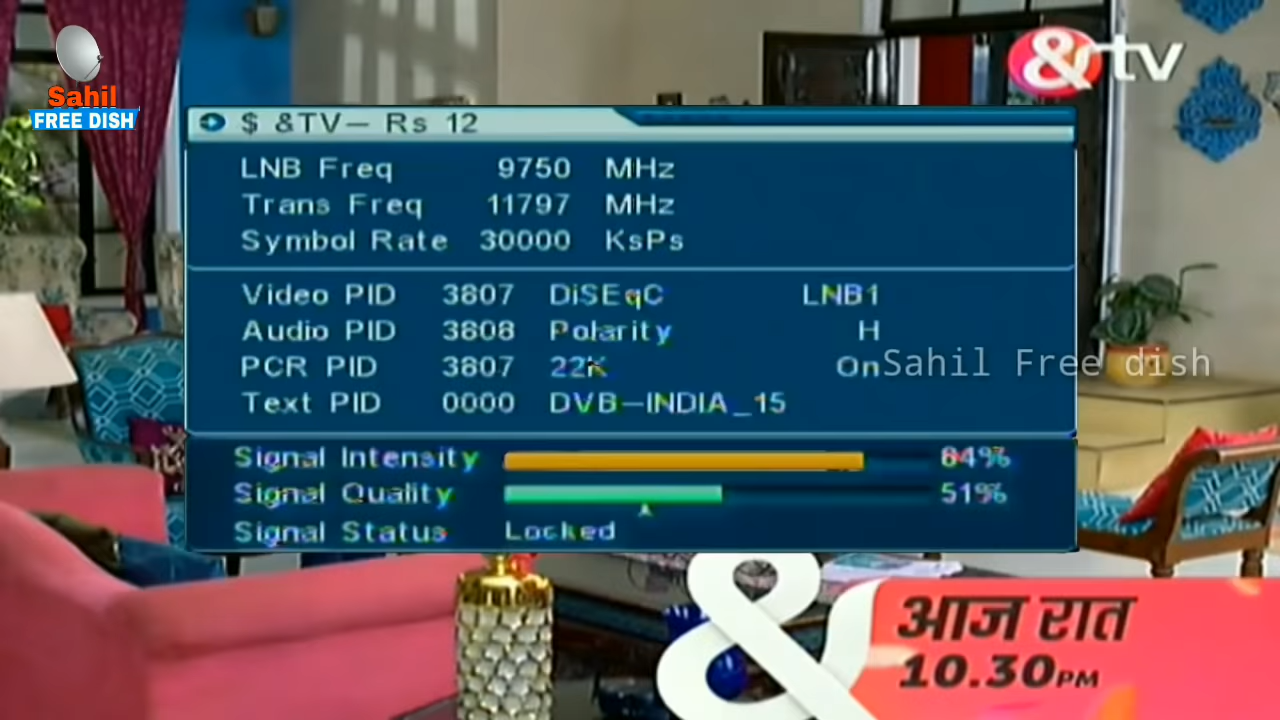 Sahil
FREE DISH
&tv
$ &TV— Rs 12
LNB Freq 9750 MHz
Trans Freq 11797 MHz
Symbol Rate 30000 KsPs
Video PID 3807 DiSEqC LNB1
Audio PID 3808 Polarity H
PCR PID 3807 22K On
Sahil Free dish
Text PID 0000 DVB—INDIA_15
Signal Intensity 84%
Signal Quality 51%
Signal Status Locked
&
आज रात
10.30PM